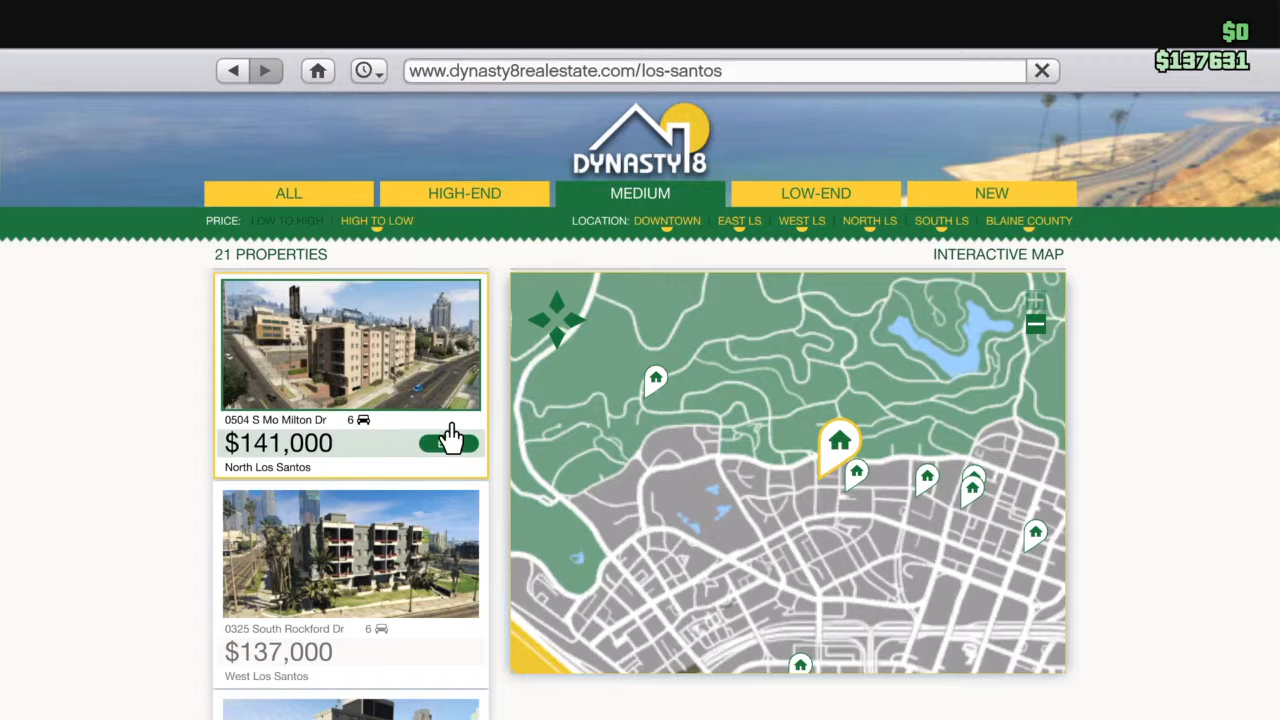 $0
$137631
www.dynasty8realestate.com/los-santos
DYNASTY 8
ALL
HIGH-END
MEDIUM
LOW-END
NEW
PRICE: LOW TO HIGH | HIGH TO LOW
LOCATION: DOWNTOWN | EAST LS | WEST LS | NORTH LS | SOUTH LS | BLAINE COUNTY
21 PROPERTIES
INTERACTIVE MAP
0504 S Mo Milton Dr 6
$141,000
North Los Santos
0325 South Rockford Dr 6
$137,000
West Los Santos